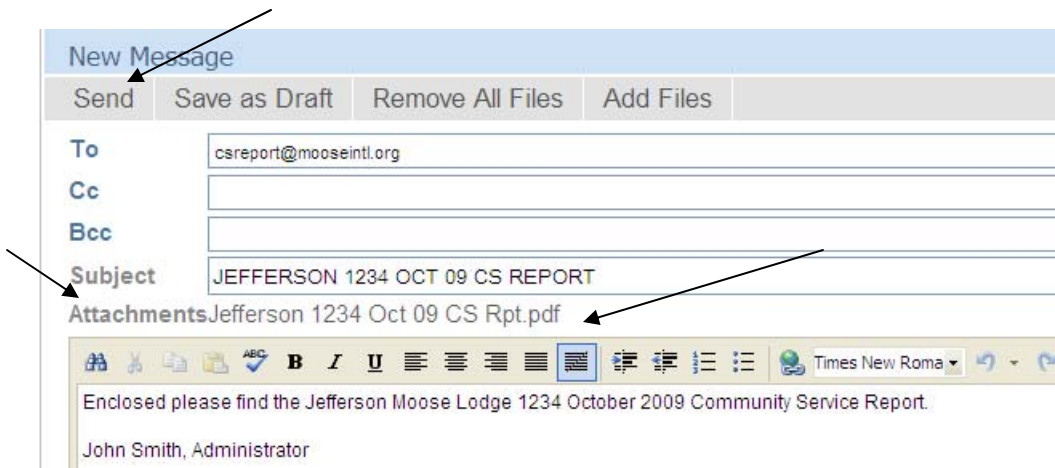 New Message
Send Save as Draft Remove All Files Add Files
To csreport@mooseintl.org
Cc
Bcc
Subject JEFFERSON 1234 OCT 09 CS REPORT
AttachmentsJefferson 1234 Oct 09 CS Rpt.pdf
ABC B I U Times New Roma
Enclosed please find the Jefferson Moose Lodge 1234 October 2009 Community Service Report.
John Smith, Administrator